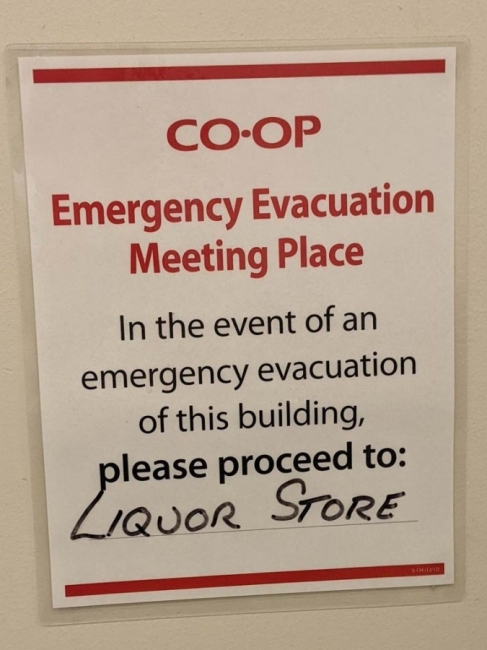 CO•OP
Emergency Evacuation
Meeting Place
In the event of an
emergency evacuation
of this building,
please proceed to:
LIQUOR STORE